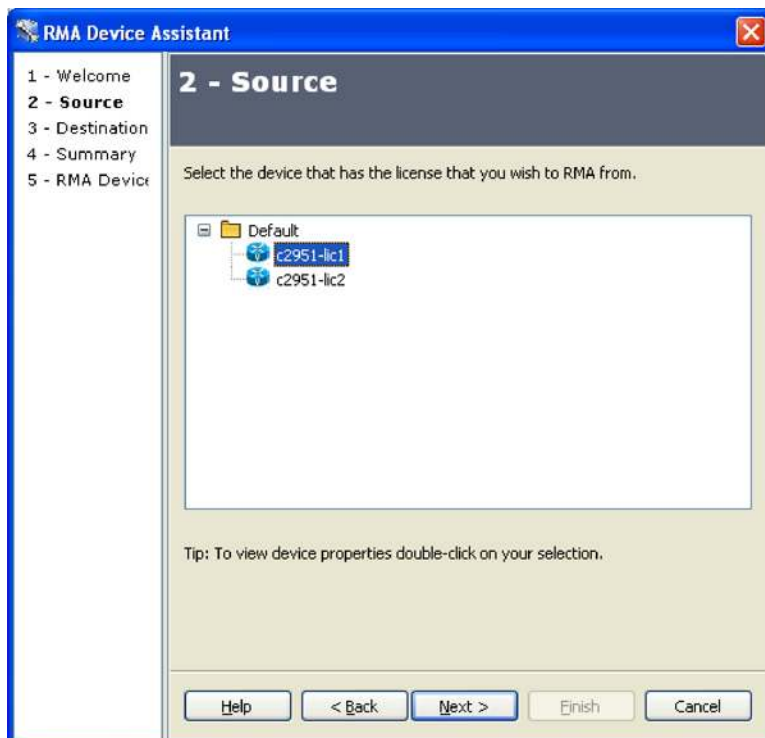 RMA Device Assistant
1 - Welcome
2 - Source
3 - Destination
4 - Summary
5 - RMA Device
2 - Source
Select the device that has the license that you wish to RMA from.
Default
c2951-lic1
c2951-lic2
Tip: To view device properties double-click on your selection.
Help
< Back
Next >
Finish
Cancel